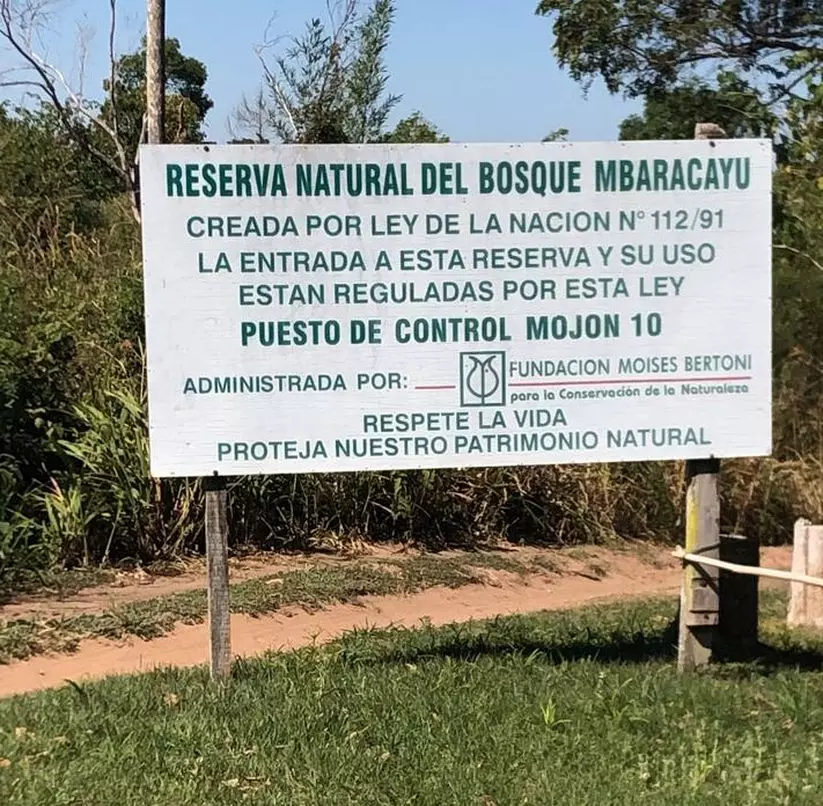 RESERVA NATURAL DEL BOSQUE MBARACAYU
CREADA POR LEY DE LA NACION N° 112/91
LA ENTRADA A ESTA RESERVA Y SU USO
ESTAN REGULADAS POR ESTA LEY
PUESTO DE CONTROL MOJON 10
ADMINISTRADA POR: FUNDACION MOISES BERTONI
para la Conservación de la Naturaleza
RESPETE LA VIDA
PROTEJA NUESTRO PATRIMONIO NATURAL